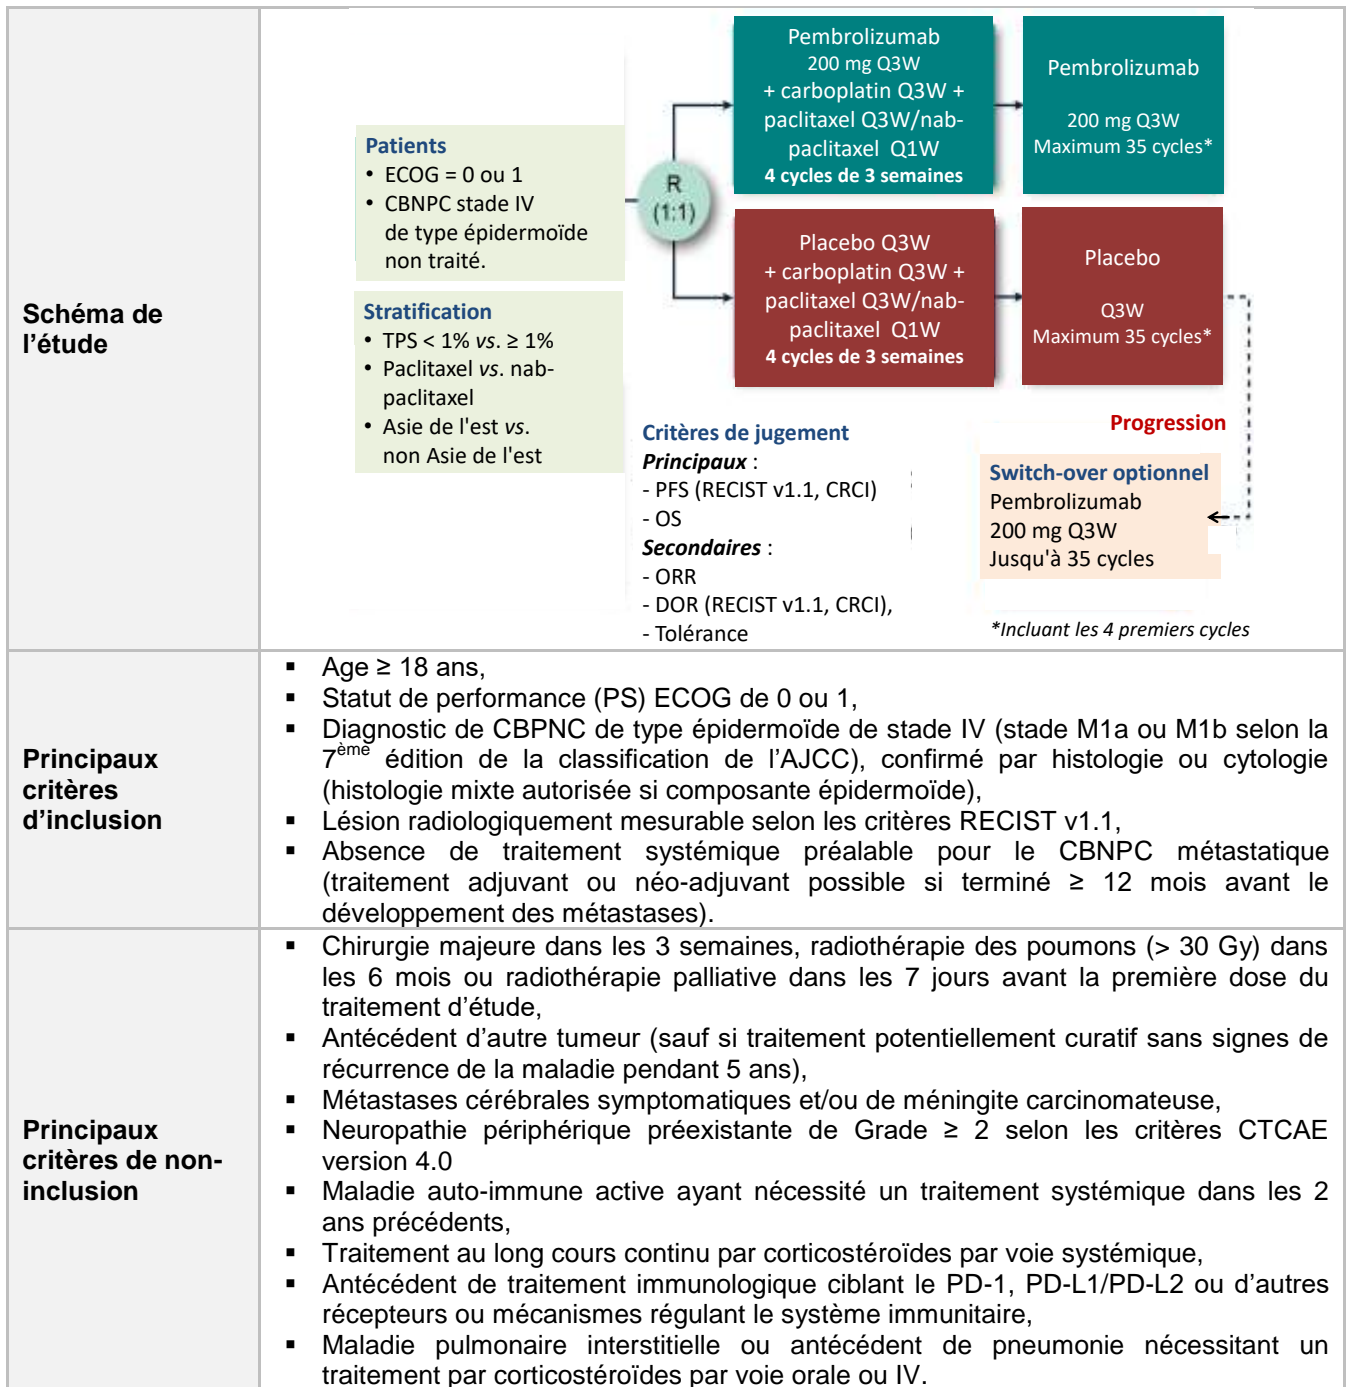 Schéma de
l'étude
Patients
• ECOG = 0 ou 1
• CBNPC stade IV
de type épidermoïde
non traité.
Stratification
• TPS < 1% vs. ≥ 1%
• Paclitaxel vs. nab-
paclitaxel
• Asie de l'est vs.
non Asie de l'est
R
(1:1)
Pembrolizumab
200 mg Q3W
+ carboplatin Q3W +
paclitaxel Q3W/nab-
paclitaxel Q1W
4 cycles de 3 semaines
Pembrolizumab
200 mg Q3W
Maximum 35 cycles*
Placebo Q3W
+ carboplatin Q3W +
paclitaxel Q3W/nab-
paclitaxel Q1W
4 cycles de 3 semaines
Placebo
Q3W
Maximum 35 cycles*
Critères de jugement
Principaux :
- PFS (RECIST v1.1, CRCI)
- OS
Secondaires :
- ORR
- DOR (RECIST v1.1, CRCI),
- Tolérance
Progression
Switch-over optionnel
Pembrolizumab
200 mg Q3W
Jusqu'à 35 cycles
*Incluant les 4 premiers cycles
Principaux
critères
d'inclusion
▪ Age ≥ 18 ans,
▪ Statut de performance (PS) ECOG de 0 ou 1,
▪ Diagnostic de CBPNC de type épidermoïde de stade IV (stade M1a ou M1b selon la
7ème édition de la classification de l'AJCC), confirmé par histologie ou cytologie
(histologie mixte autorisée si composante épidermoïde),
▪ Lésion radiologiquement mesurable selon les critères RECIST v1.1,
▪ Absence de traitement systémique préalable pour le CBNPC métastatique
(traitement adjuvant ou néo-adjuvant possible si terminé ≥ 12 mois avant le
développement des métastases).
Principaux
critères de non-
inclusion
▪ Chirurgie majeure dans les 3 semaines, radiothérapie des poumons (> 30 Gy) dans
les 6 mois ou radiothérapie palliative dans les 7 jours avant la première dose du
traitement d'étude,
▪ Antécédent d'autre tumeur (sauf si traitement potentiellement curatif sans signes de
récurrence de la maladie pendant 5 ans),
▪ Métastases cérébrales symptomatiques et/ou de méningite carcinomateuse,
▪ Neuropathie périphérique préexistante de Grade ≥ 2 selon les critères CTCAE
version 4.0
▪ Maladie auto-immune active ayant nécessité un traitement systémique dans les 2
ans précédents,
▪ Traitement au long cours continu par corticostéroïdes par voie systémique,
▪ Antécédent de traitement immunologique ciblant le PD-1, PD-L1/PD-L2 ou d'autres
récepteurs ou mécanismes régulant le système immunitaire,
▪ Maladie pulmonaire interstitielle ou antécédent de pneumonie nécessitant un
traitement par corticostéroïdes par voie orale ou IV.